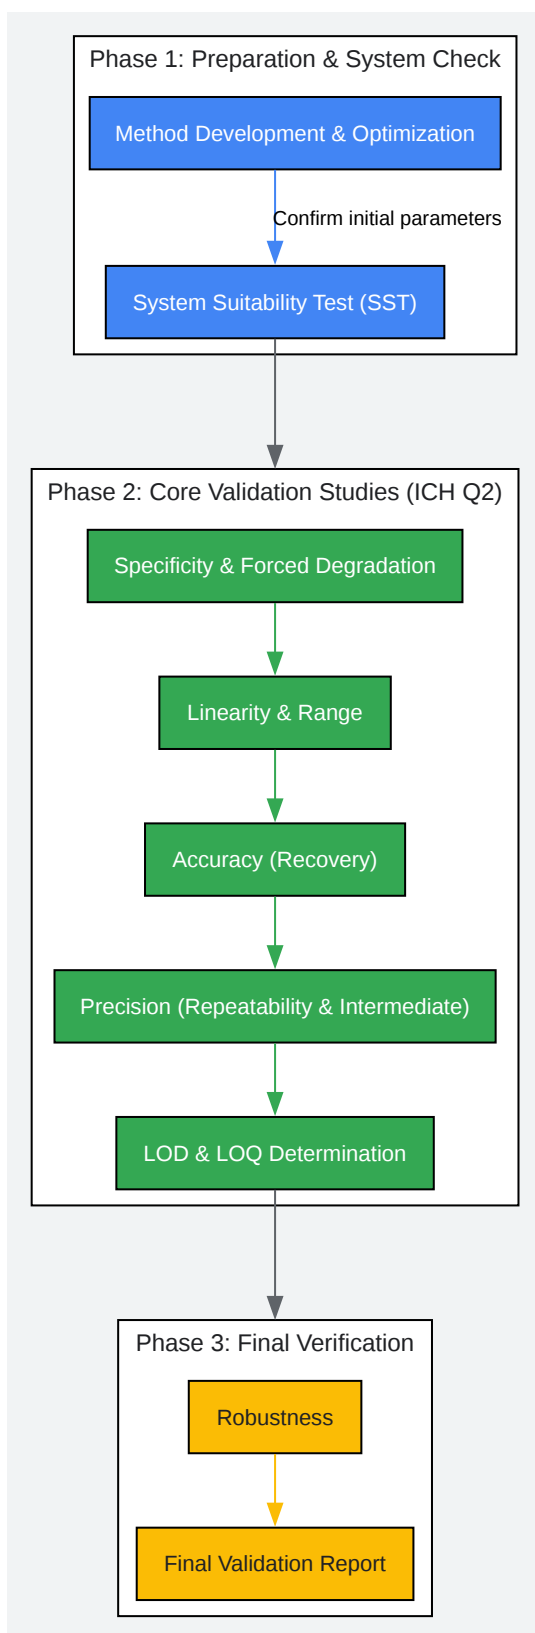 Phase 1: Preparation & System Check
Method Development & Optimization
Confirm initial parameters
System Suitability Test (SST)
Phase 2: Core Validation Studies (ICH Q2)
Specificity & Forced Degradation
Linearity & Range
Accuracy (Recovery)
Precision (Repeatability & Intermediate)
LOD & LOQ Determination
Phase 3: Final Verification
Robustness
Final Validation Report